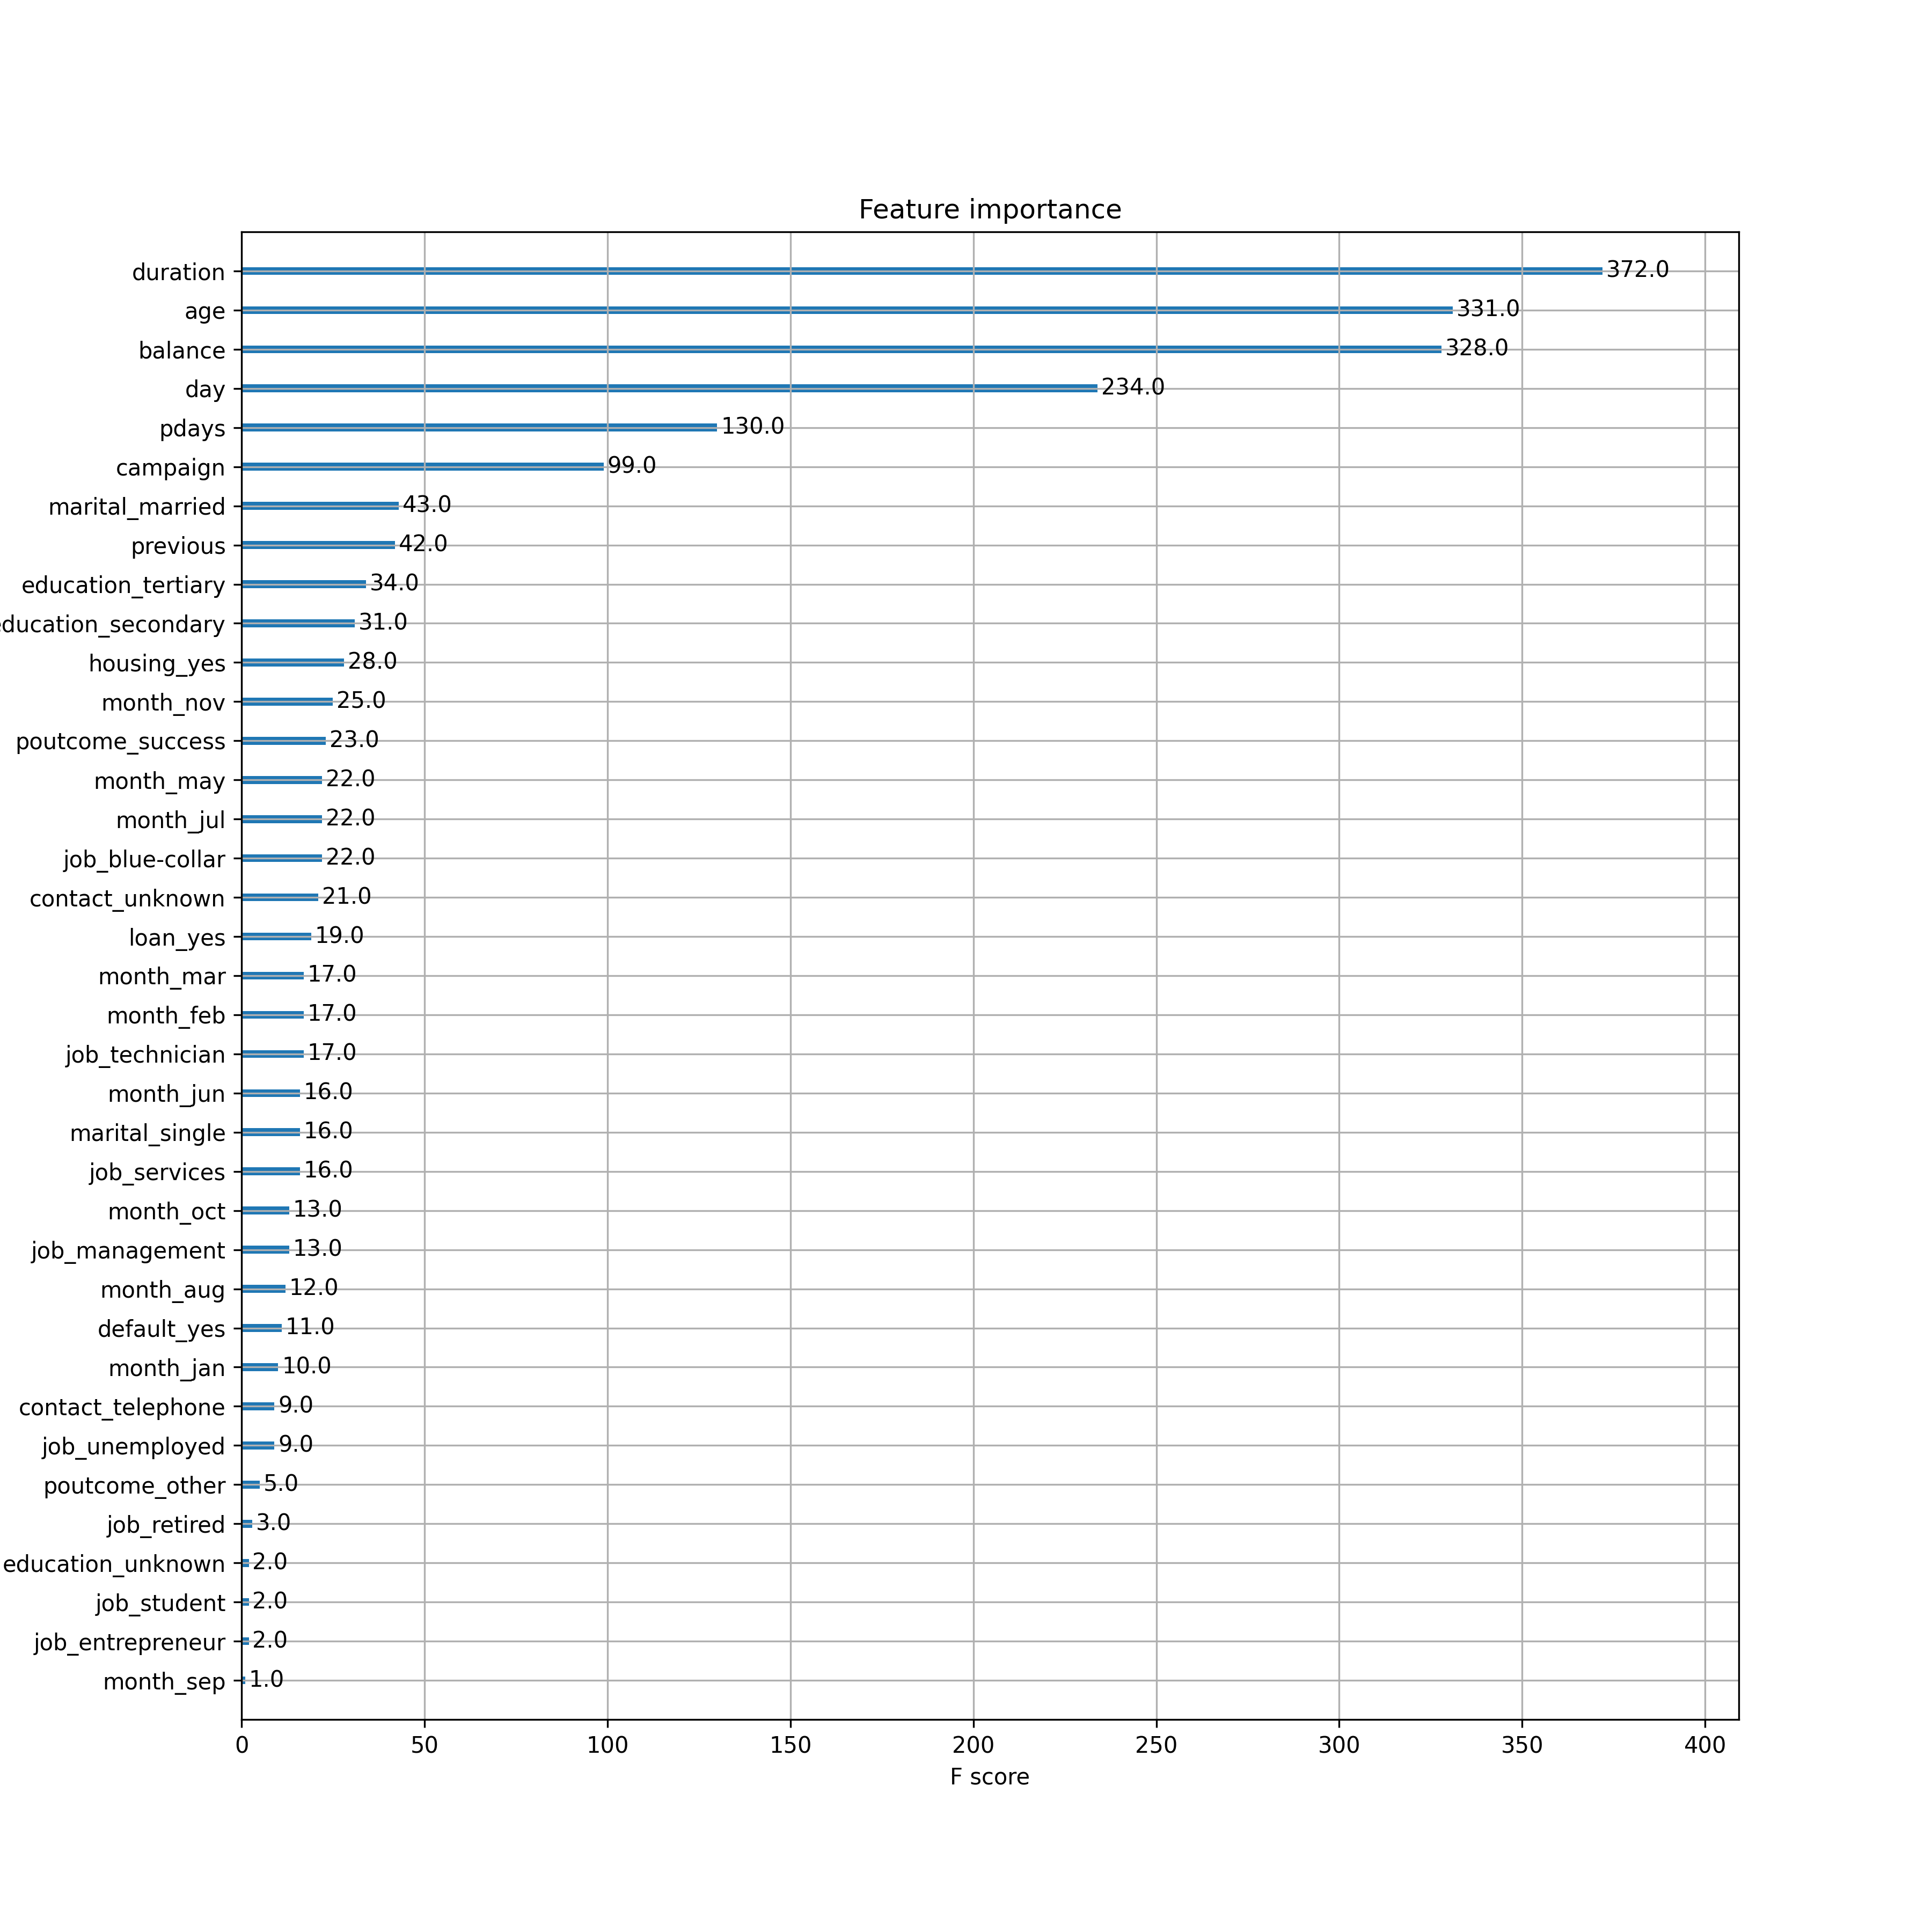 Feature importance
duration 372.0
age 331.0
balance 328.0
day 234.0
pdays 130.0
campaign 99.0
marital_married 43.0
previous 42.0
education_tertiary 34.0
education_secondary 31.0
housing_yes 28.0
month_nov 25.0
poutcome_success 23.0
month_may 22.0
month_jul 22.0
job_blue-collar 22.0
contact_unknown 21.0
loan_yes 19.0
month_mar 17.0
month_feb 17.0
job_technician 17.0
month_jun 16.0
marital_single 16.0
job_services 16.0
month_oct 13.0
job_management 13.0
month_aug 12.0
default_yes 11.0
month_jan 10.0
contact_telephone 9.0
job_unemployed 9.0
poutcome_other 5.0
job_retired 3.0
education_unknown 2.0
job_student 2.0
job_entrepreneur 2.0
month_sep 1.0
0 50 100 150 200 250 300 350 400
F score